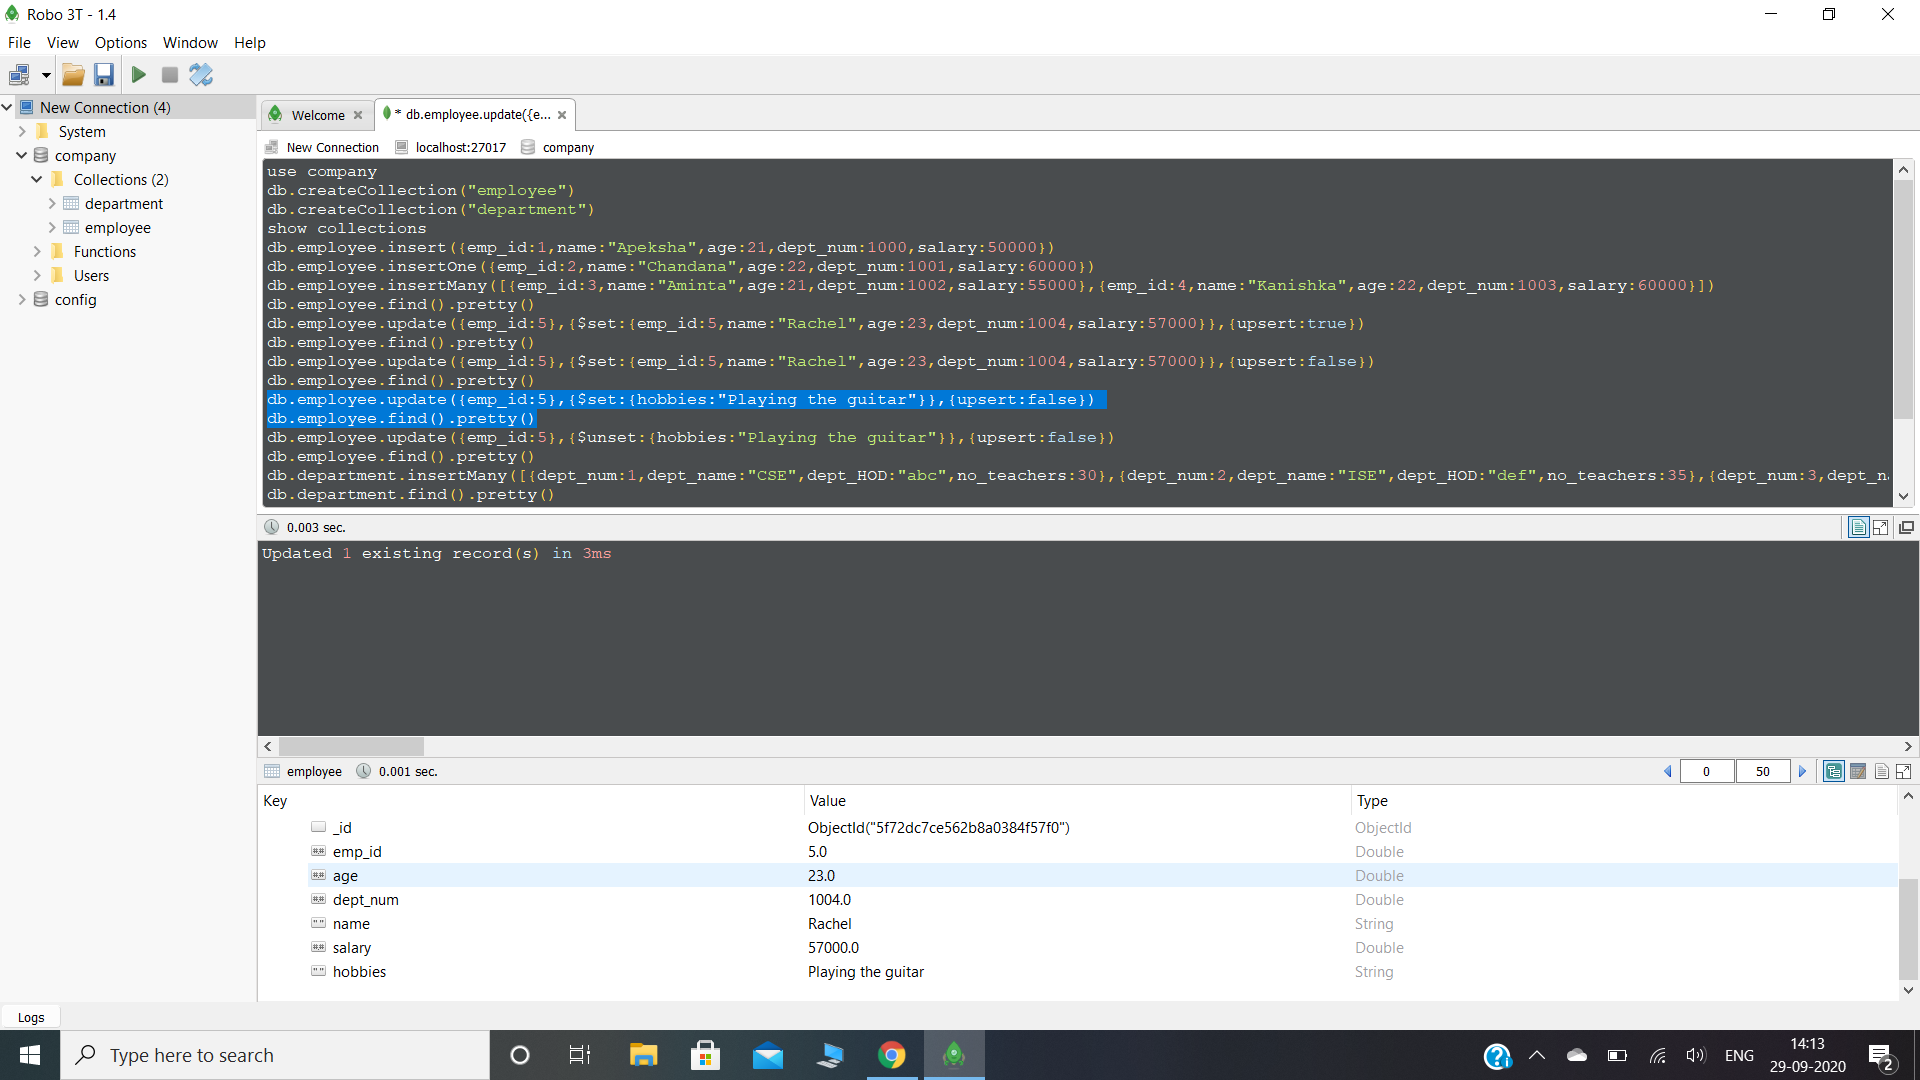 Robo 3T - 1.4
File View Options Window Help
New Connection (4)
System
company
Collections (2)
department
employee
Functions
Users
config
Welcome
* db.employee.update({e...
New Connection localhost:27017 company
use company
db.createCollection("employee")
db.createCollection("department")
show collections
db.employee.insert({emp_id:1,name:"Apeksha",age:21,dept_num:1000,salary:50000})
db.employee.insertOne({emp_id:2,name:"Chandana",age:22,dept_num:1001,salary:60000})
db.employee.insertMany([{emp_id:3,name:"Aminta",age:21,dept_num:1002,salary:55000},{emp_id:4,name:"Kanishka",age:22,dept_num:1003,salary:60000}])
db.employee.find().pretty()
db.employee.update({emp_id:5},{$set:{emp_id:5,name:"Rachel",age:23,dept_num:1004,salary:57000}},{upsert:true})
db.employee.find().pretty()
db.employee.update({emp_id:5},{$set:{emp_id:5,name:"Rachel",age:23,dept_num:1004,salary:57000}},{upsert:false})
db.employee.find().pretty()
db.employee.update({emp_id:5},{$set:{hobbies:"Playing the guitar"}},{upsert:false})
db.employee.find().pretty()
db.employee.update({emp_id:5},{$unset:{hobbies:"Playing the guitar"}},{upsert:false})
db.employee.find().pretty()
db.department.insertMany([{dept_num:1,dept_name:"CSE",dept_HOD:"abc",no_teachers:30},{dept_num:2,dept_name:"ISE",dept_HOD:"def",no_teachers:35},{dept_num:3,dept_n
db.department.find().pretty()
0.003 sec.
Updated 1 existing record(s) in 3ms
employee 0.001 sec. 0 50
Key Value Type
_id ObjectId("5f72dc7ce562b8a0384f57f0") ObjectId
emp_id 5.0 Double
age 23.0 Double
dept_num 1004.0 Double
name Rachel String
salary 57000.0 Double
hobbies Playing the guitar String
Logs
Type here to search
ENG
14:13
29-09-2020
2